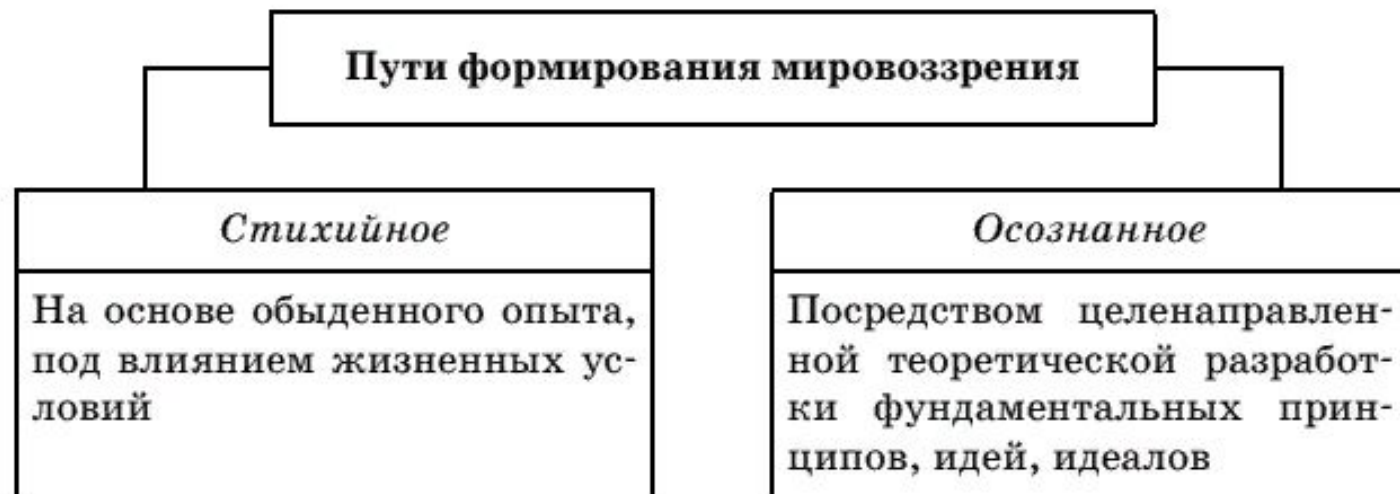 Пути формирования мировоззрения
Стихийное
На основе обыденного опыта,
под влиянием жизненных ус-
ловий
Осознанное
Посредством целенаправлен-
ной теоретической разработ-
ки фундаментальных прин-
ципов, идей, идеалов